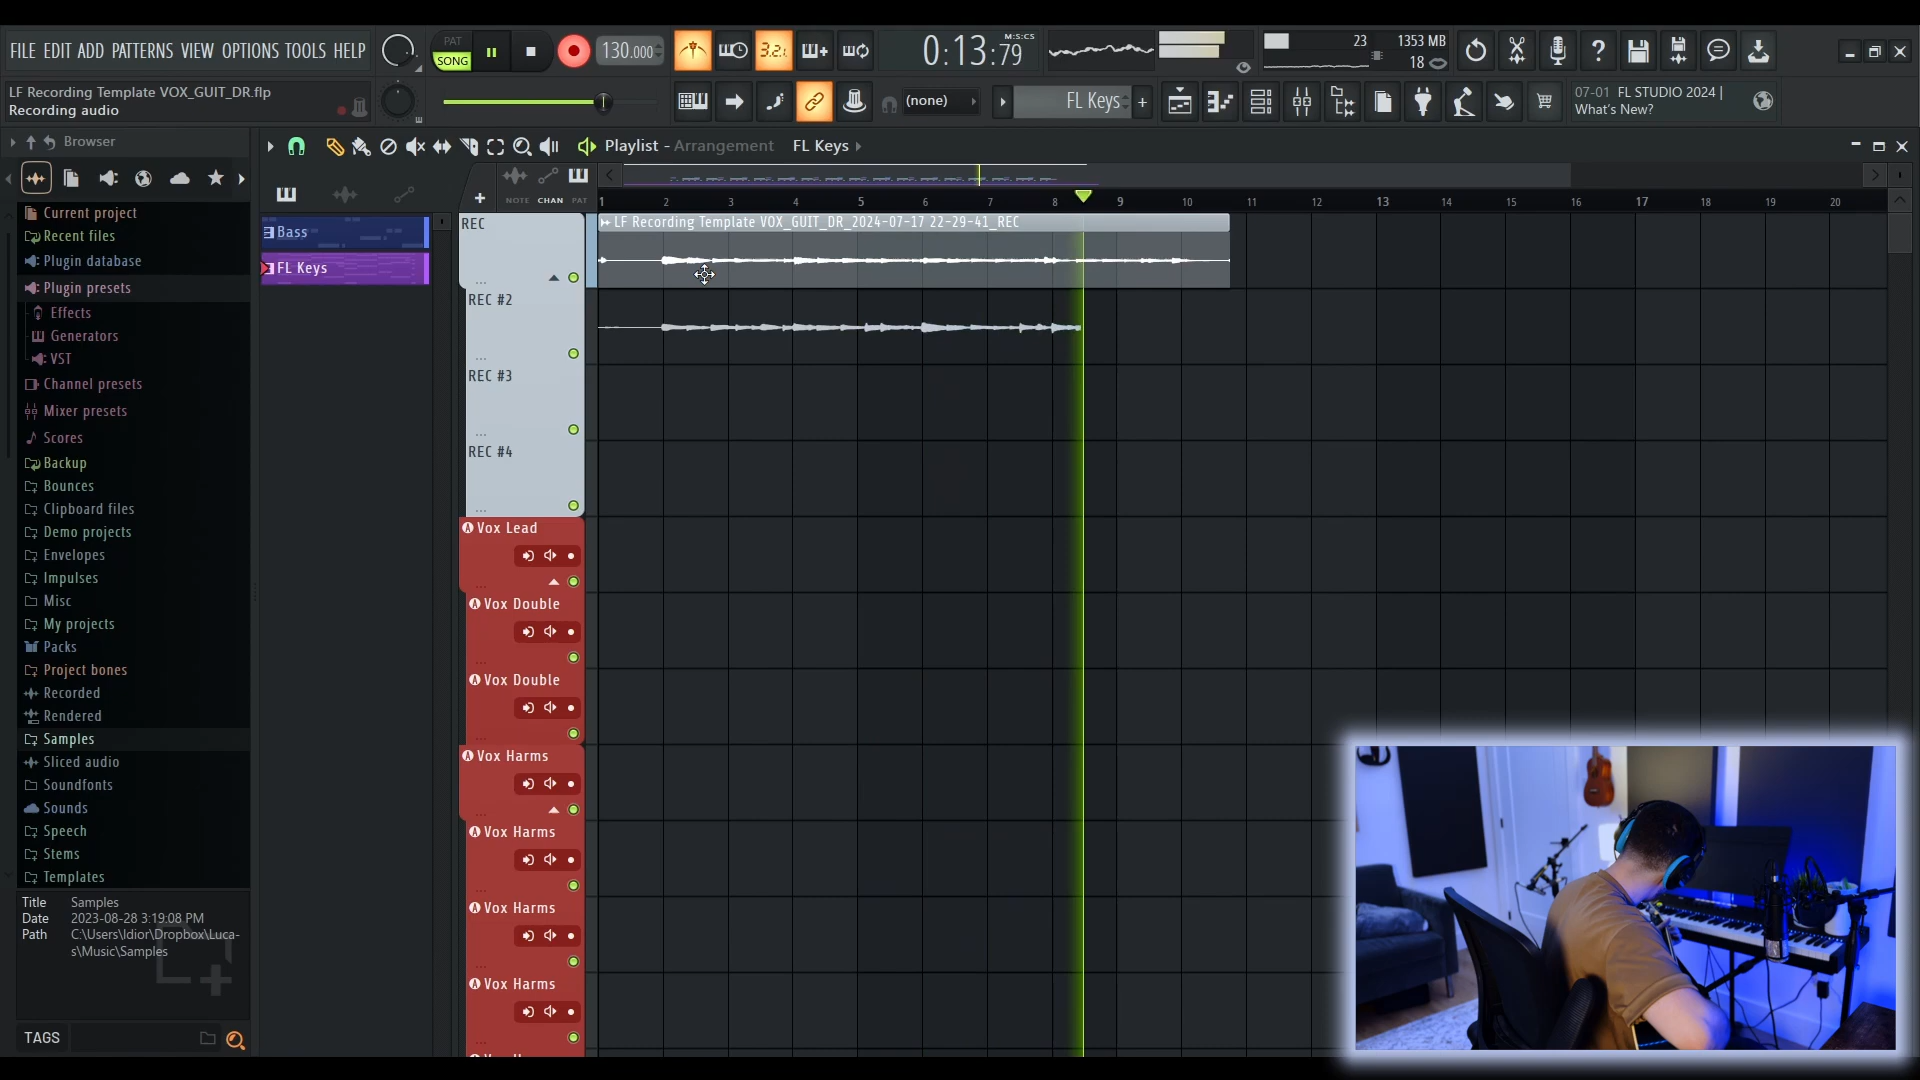 FILE EDIT ADD PATTERNS VIEW OPTIONS TOOLS HELP
PAT
SONG
130.000
3.2.1
0:13:79
M:S:CS
23
1353 MB
18
LF Recording Template VOX_GUIT_DR.flp
Recording audio
(none)
FL Keys
07-01 FL STUDIO 2024 |
What's New?
Browser
Playlist - Arrangement
FL Keys
NOTE CHAN PAT
1 2 3 4 5 6 7 8 9 10 11 12 13 14 15 16 17 18 19 20
Current project
Recent files
Plugin database
Plugin presets
Effects
Generators
VST
Channel presets
Mixer presets
Scores
Backup
Bounces
Clipboard files
Demo projects
Envelopes
Impulses
Misc
My projects
Packs
Project bones
Recorded
Rendered
Samples
Sliced audio
Soundfonts
Sounds
Speech
Stems
Templates
Title Samples
Date 2023-08-28 3:19:08 PM
Path C:\Users\ldior\Dropbox\Luca-
s\Music\Samples
TAGS
Bass
FL Keys
REC
LF Recording Template VOX_GUIT_DR_2024-07-17 22-29-41_REC
REC #2
REC #3
REC #4
Vox Lead
Vox Double
Vox Double
Vox Harms
Vox Harms
Vox Harms
Vox Harms